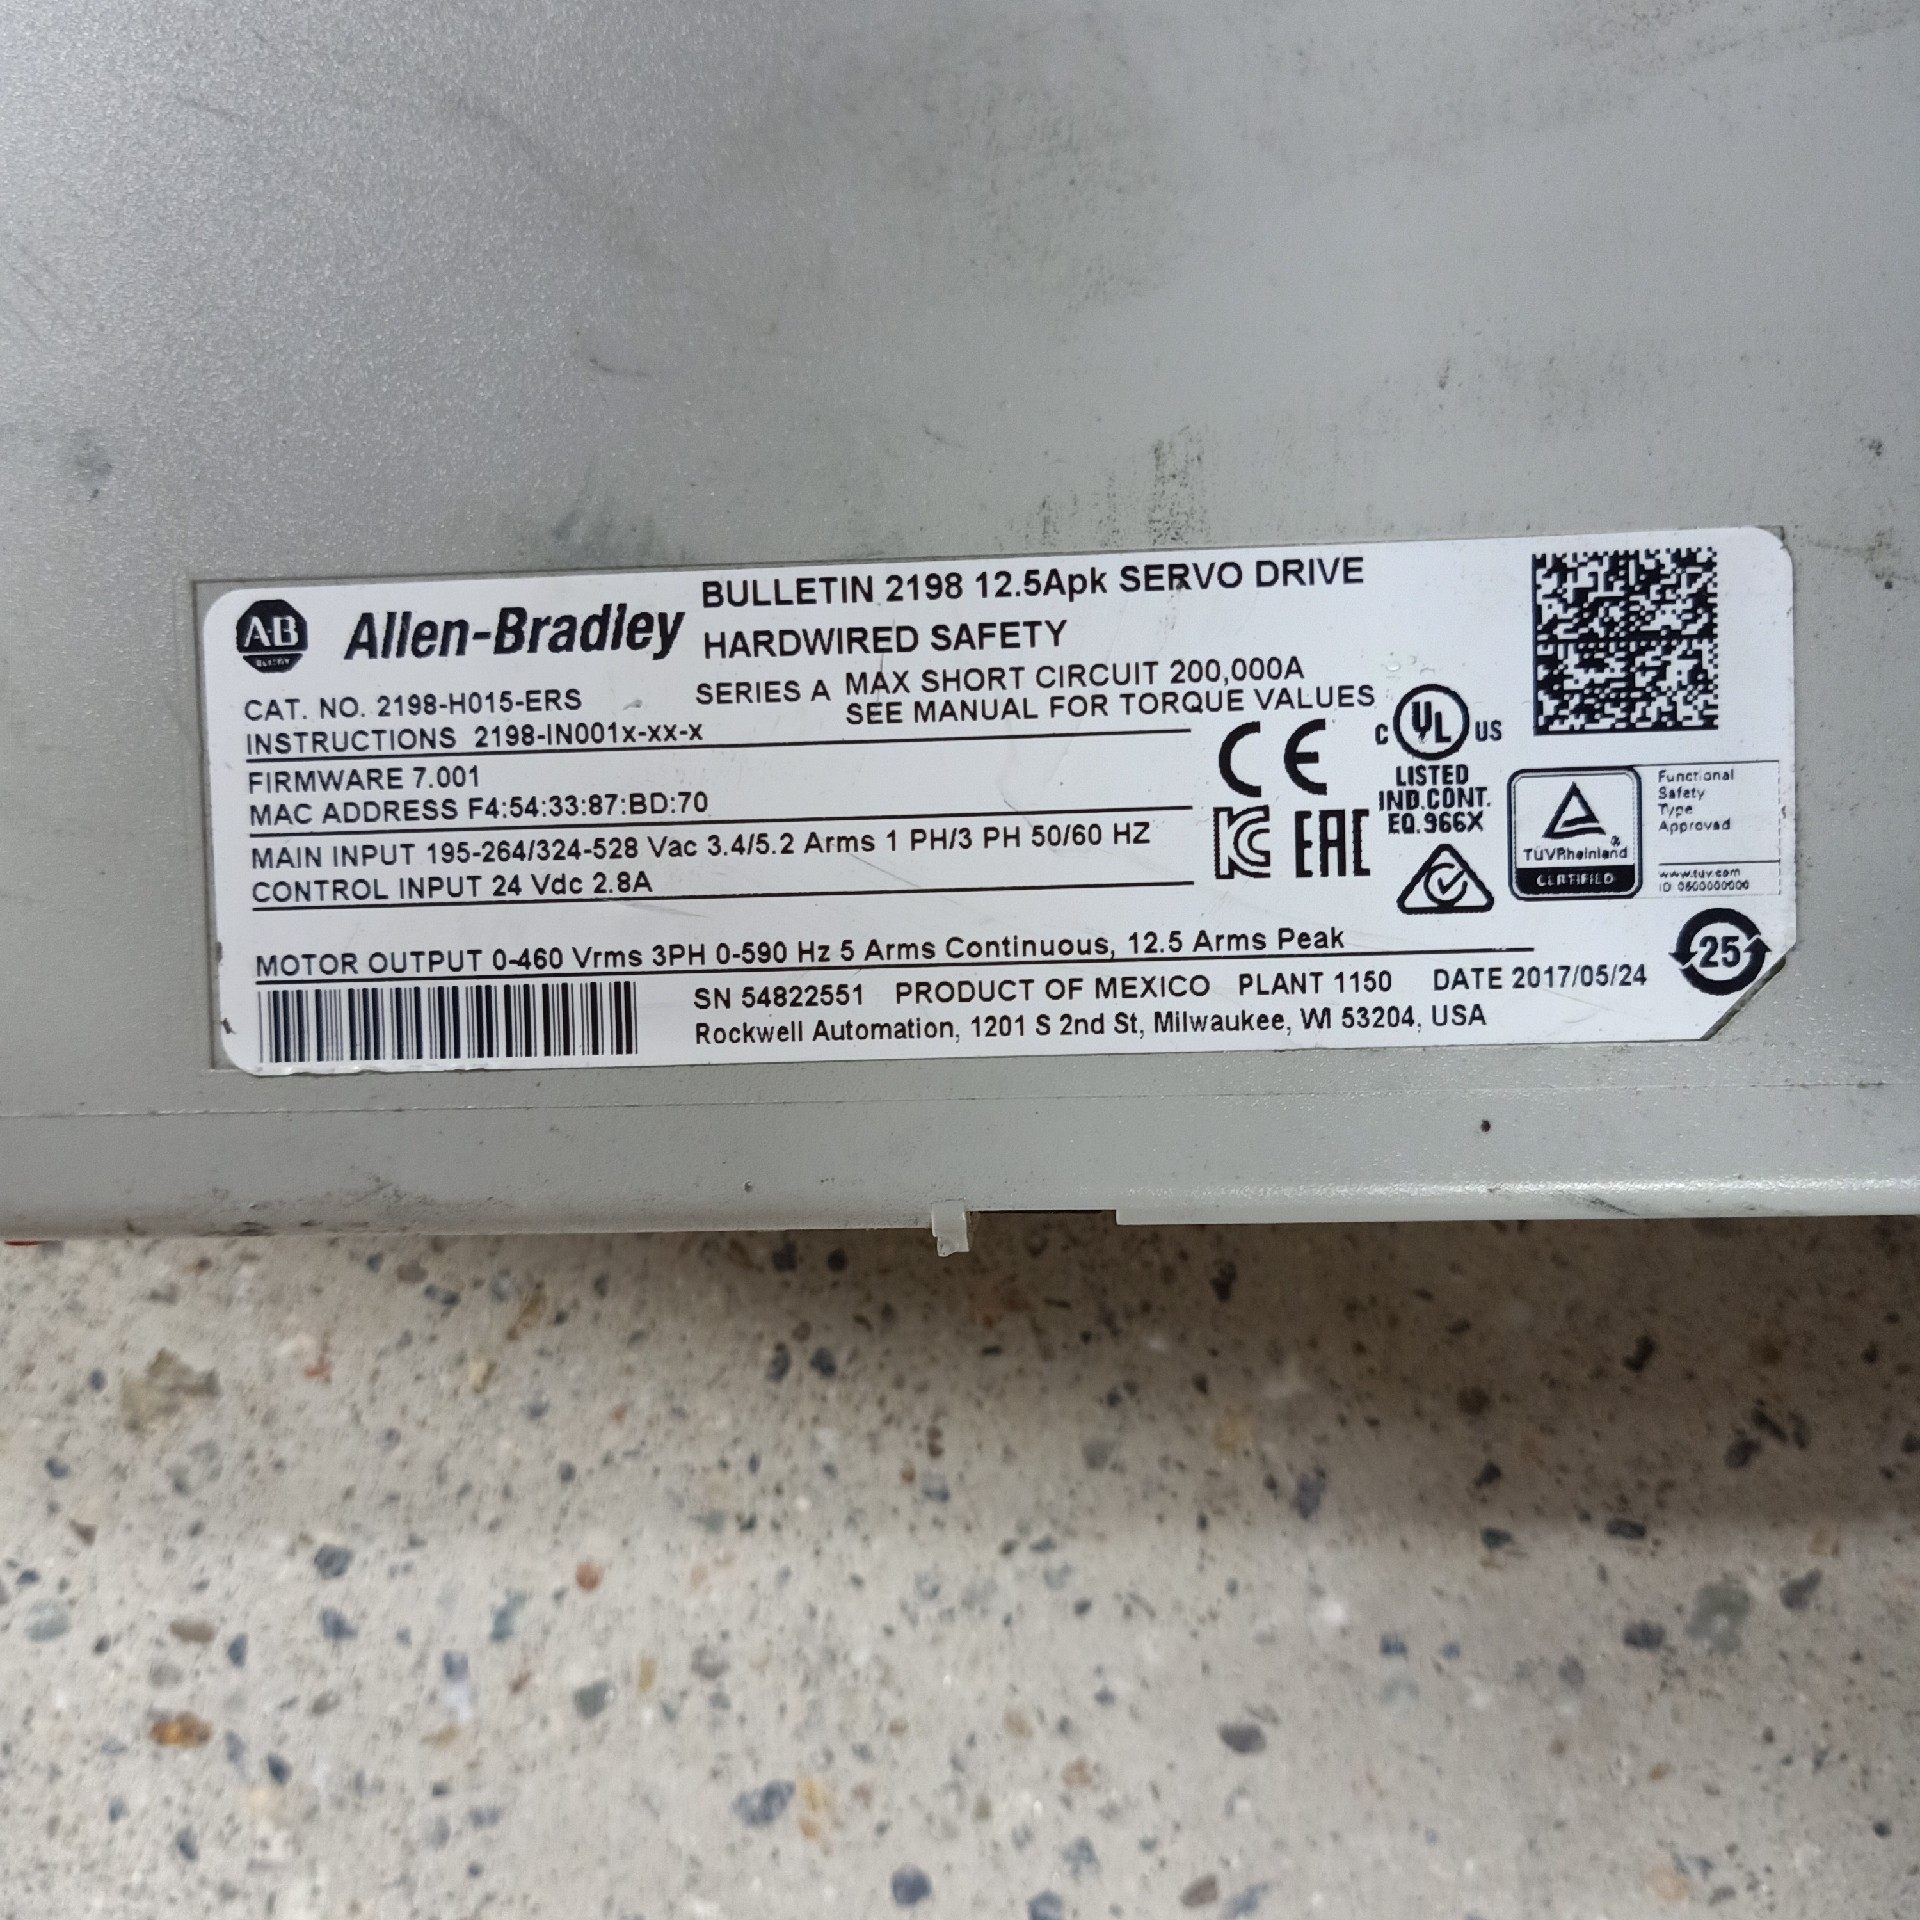 BULLETIN 2198 12.5Apk SERVO DRIVE
Allen-Bradley
HARDWIRED SAFETY
AB
CAT. NO. 2198-H015-ERS
SERIES A
MAX SHORT CIRCUIT 200,000A
SEE MANUAL FOR TORQUE VALUES
INSTRUCTIONS 2198-IN001x-xx-x
FIRMWARE 7.001
MAC ADDRESS F4:54:33:87:BD:70
MAIN INPUT 195-264/324-528 Vac 3.4/5.2 Arms 1 PH/3 PH 50/60 HZ
CONTROL INPUT 24 Vdc 2.8A
CE
C UL US
LISTED
IND.CONT.
EQ.966X
KC EAC
TÜVRheinland
CERTIFIED
Functional
Safety
Type
Approved
www.tuv.com
ID 0600000000
MOTOR OUTPUT 0-460 Vrms 3PH 0-590 Hz 5 Arms Continuous, 12.5 Arms Peak
25
SN 54822551 PRODUCT OF MEXICO PLANT 1150 DATE 2017/05/24
Rockwell Automation, 1201 S 2nd St, Milwaukee, WI 53204, USA